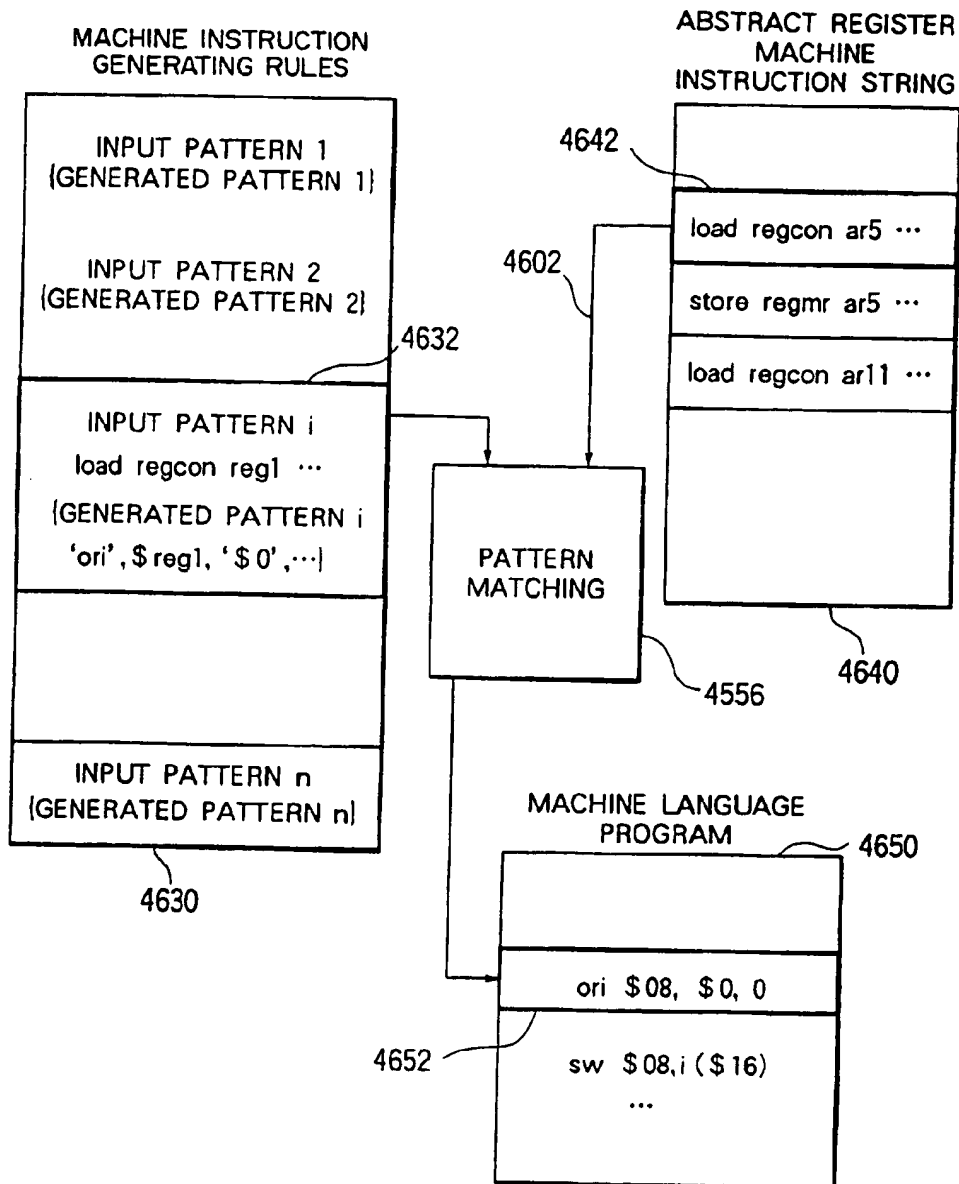 MACHINE INSTRUCTION
GENERATING RULES
INPUT PATTERN 1
{GENERATED PATTERN 1}
INPUT PATTERN 2
{GENERATED PATTERN 2}
4632
INPUT PATTERN i
load regcon reg1 ...
{GENERATED PATTERN i
‘ori’, $ reg1, ‘$ 0’, ...}
INPUT PATTERN n
{GENERATED PATTERN n}
4630
ABSTRACT REGISTER
MACHINE
INSTRUCTION STRING
4642
load regcon ar5 ...
4602
store regmr ar5 ...
load regcon ar11 ...
4640
PATTERN
MATCHING
4556
MACHINE LANGUAGE
PROGRAM
4650
ori $08, $0, 0
4652
sw $08, i ($16)
...